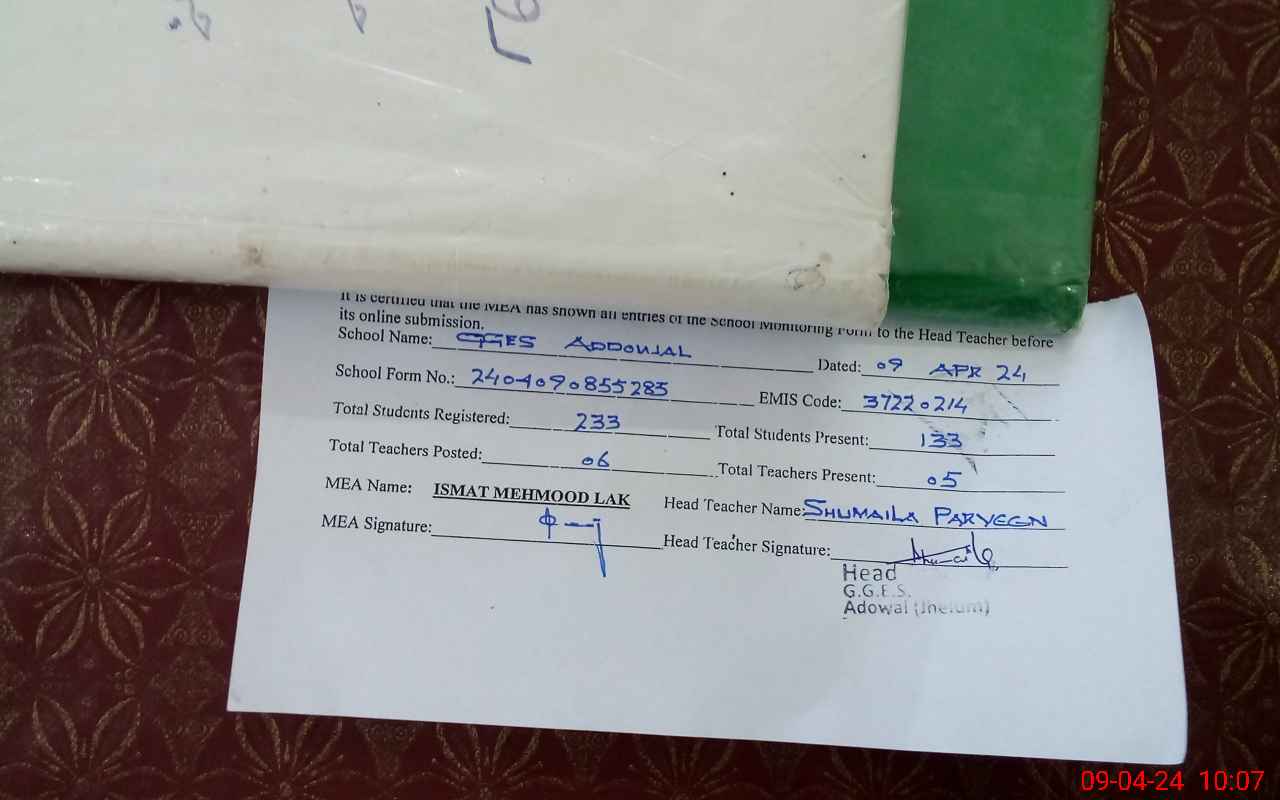 It is certified that the MEA has shown all entries of the School Monitoring Form to the Head Teacher before
its online submission.
School Name: GGES ADDOWAL Dated: 09 APR 24
School Form No.: 2404090855285 EMIS Code: 37220214
Total Students Registered: 233 Total Students Present: 133
Total Teachers Posted: 06 Total Teachers Present: 05
MEA Name: ISMAT MEHMOOD LAK Head Teacher Name: SHUMAILA PARVEEN
MEA Signature: Head Teacher Signature:
Head
G.G.E.S.
Adowal (Jhelum)
09-04-24 10:07